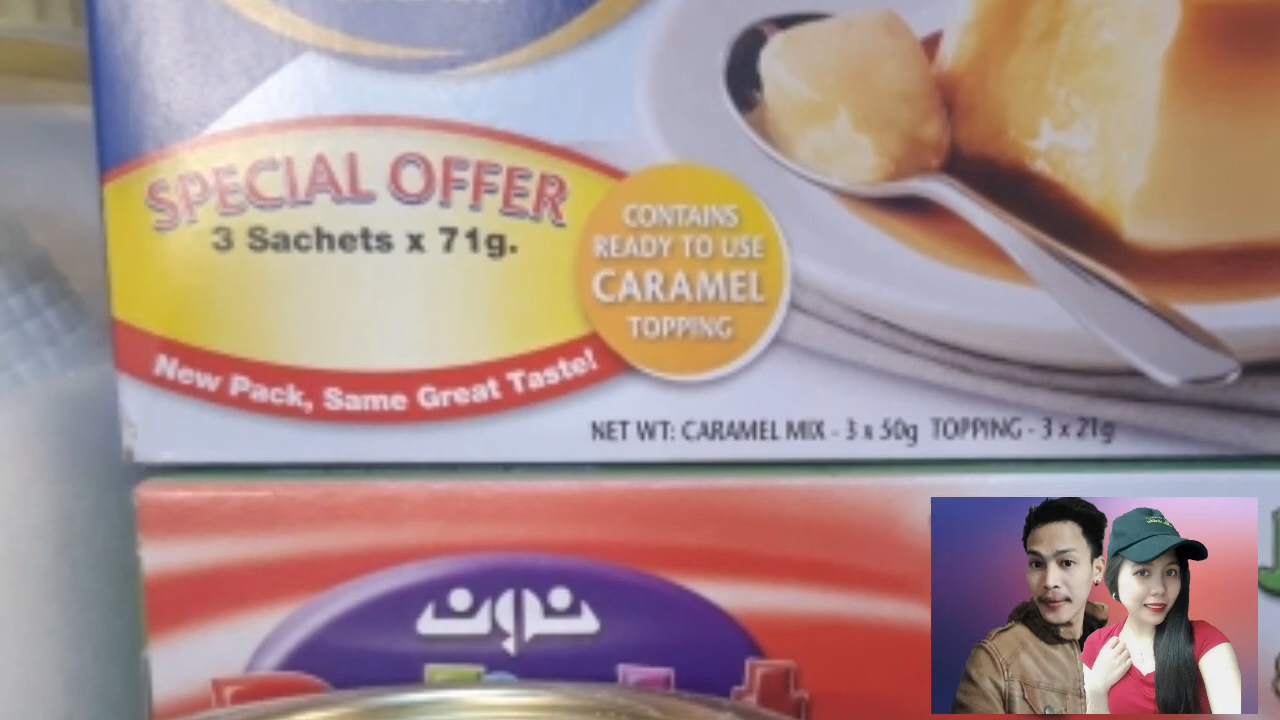 SPECIAL OFFER
3 Sachets x 71g.
CONTAINS
READY TO USE
CARAMEL
TOPPING
New Pack, Same Great Taste!
NET WT: CARAMEL MIX - 3 x 50g TOPPING - 3 x 21g